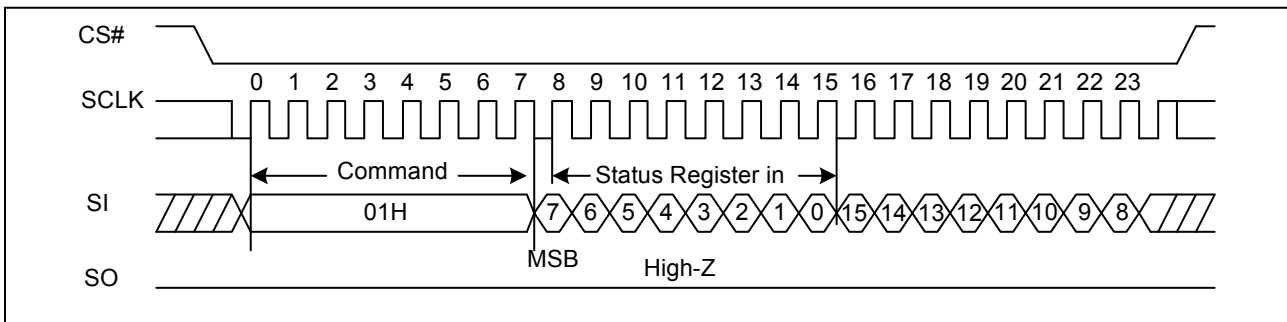 CS#
0 1 2 3 4 5 6 7 8 9 10 11 12 13 14 15 16 17 18 19 20 21 22 23
SCLK
Command Status Register in
SI 01H 7 6 5 4 3 2 1 0 15 14 13 12 11 10 9 8
MSB High-Z
SO